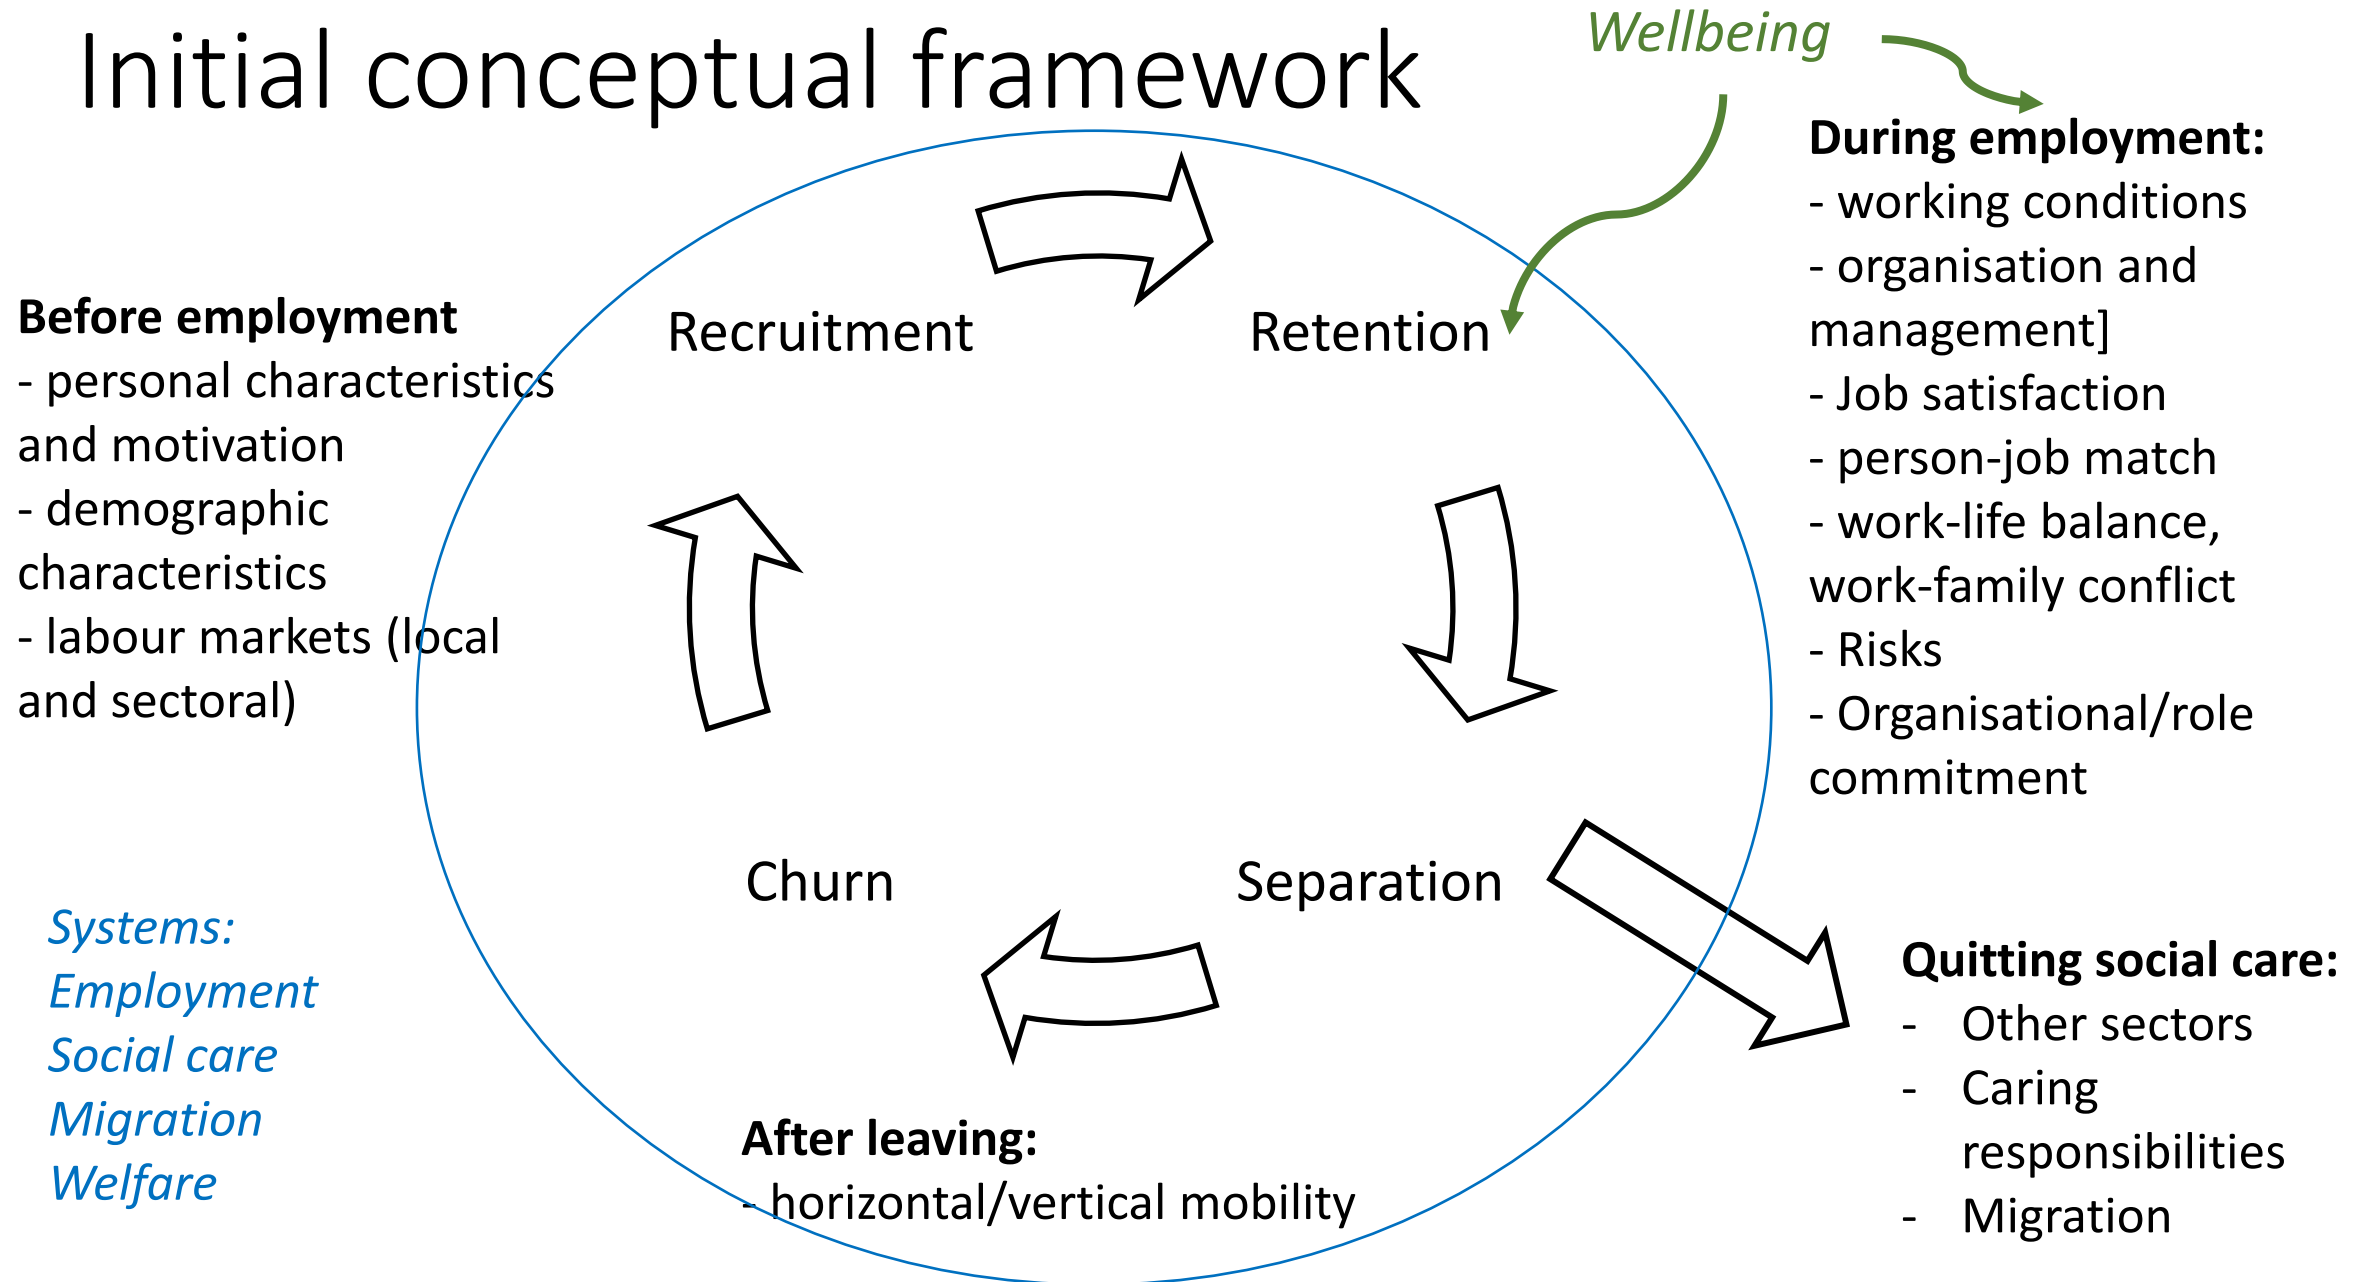 Initial conceptual framework
Wellbeing
Before employment
- personal characteristics
and motivation
- demographic
characteristics
- labour markets (local
and sectoral)
Recruitment
Retention
During employment:
- working conditions
- organisation and
management]
- Job satisfaction
- person-job match
- work-life balance,
work-family conflict
- Risks
- Organisational/role
commitment
Churn
Separation
Systems:
Employment
Social care
Migration
Welfare
After leaving:
- horizontal/vertical mobility
Quitting social care:
- Other sectors
- Caring
responsibilities
- Migration